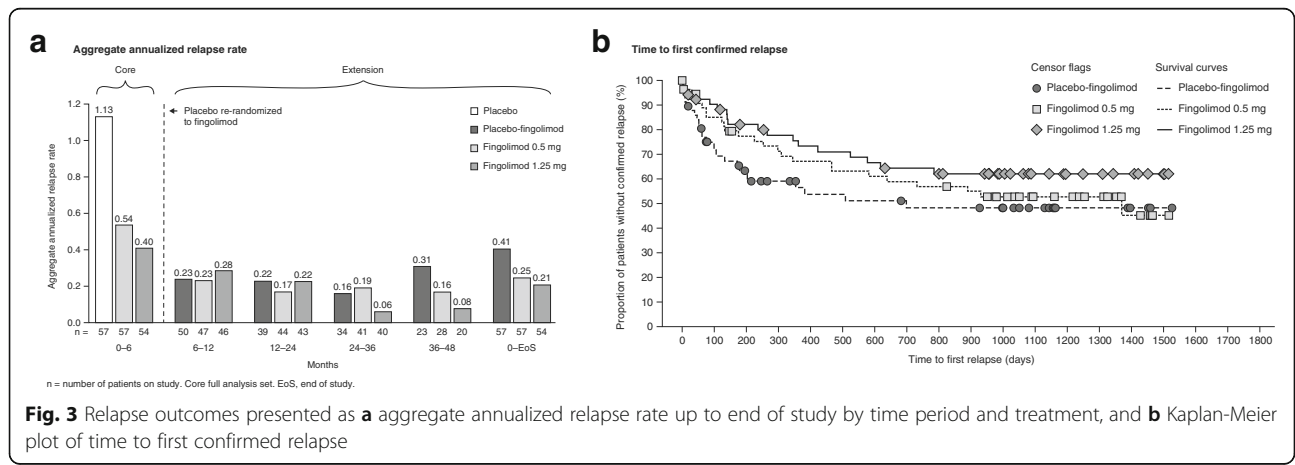 a
Aggregate annualized relapse rate
Core
Extension
Aggregate annualized relapse rate
1.2
1.0
0.8
0.6
0.4
0.2
0.0
Placebo re-randomized
to fingolimod
Placebo
Placebo-fingolimod
Fingolimod 0.5 mg
Fingolimod 1.25 mg
1.13 0.54 0.40
0.23 0.23 0.28
0.22 0.17 0.22
0.16 0.19 0.06
0.31 0.16 0.08
0.41 0.25 0.21
n = 57 57 54 50 47 46 39 44 43 34 41 40 23 28 20 57 57 54
0–6 6–12 12–24 24–36 36–48 0–EoS
Months
n = number of patients on study. Core full analysis set. EoS, end of study.
b
Time to first confirmed relapse
Censor flags
Placebo-fingolimod
Fingolimod 0.5 mg
Fingolimod 1.25 mg
Survival curves
Placebo-fingolimod
Fingolimod 0.5 mg
Fingolimod 1.25 mg
Proportion of patients without confirmed relapse (%)
100
90
80
70
60
50
40
30
20
10
0
0 100 200 300 400 500 600 700 800 900 1000 1100 1200 1300 1400 1500 1600 1700 1800
Time to first relapse (days)
Fig. 3 Relapse outcomes presented as a aggregate annualized relapse rate up to end of study by time period and treatment, and b Kaplan-Meier
plot of time to first confirmed relapse